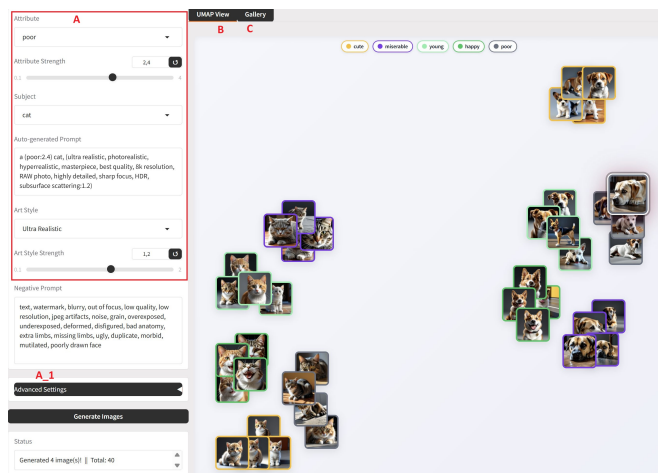 Attribute
A
UMAP View
Gallery
B
C
poor
cute
miserable
young
happy
poor
Attribute Strength
2,4
0.2
4
Subject
cat
Auto-generated Prompt
a (poor:2.4) cat, (ultra realistic, photorealistic,
hyperrealistic, masterpiece, best quality, 8k resolution,
RAW photo, highly detailed, sharp focus, HDR,
subsurface scattering:1.2)
Art Style
Ultra Realistic
Art Style Strength
1,2
0.2
2
Negative Prompt
text, watermark, blurry, out of focus, low quality, low
resolution, jpeg artifacts, noise, grain, overexposed,
underexposed, deformed, disfigured, bad anatomy,
extra limbs, missing limbs, ugly, duplicate, morbid,
mutilated, poorly drawn face
A_1
Advanced Settings
Generate Images
Status
Generated 4 image(s)! || Total: 40